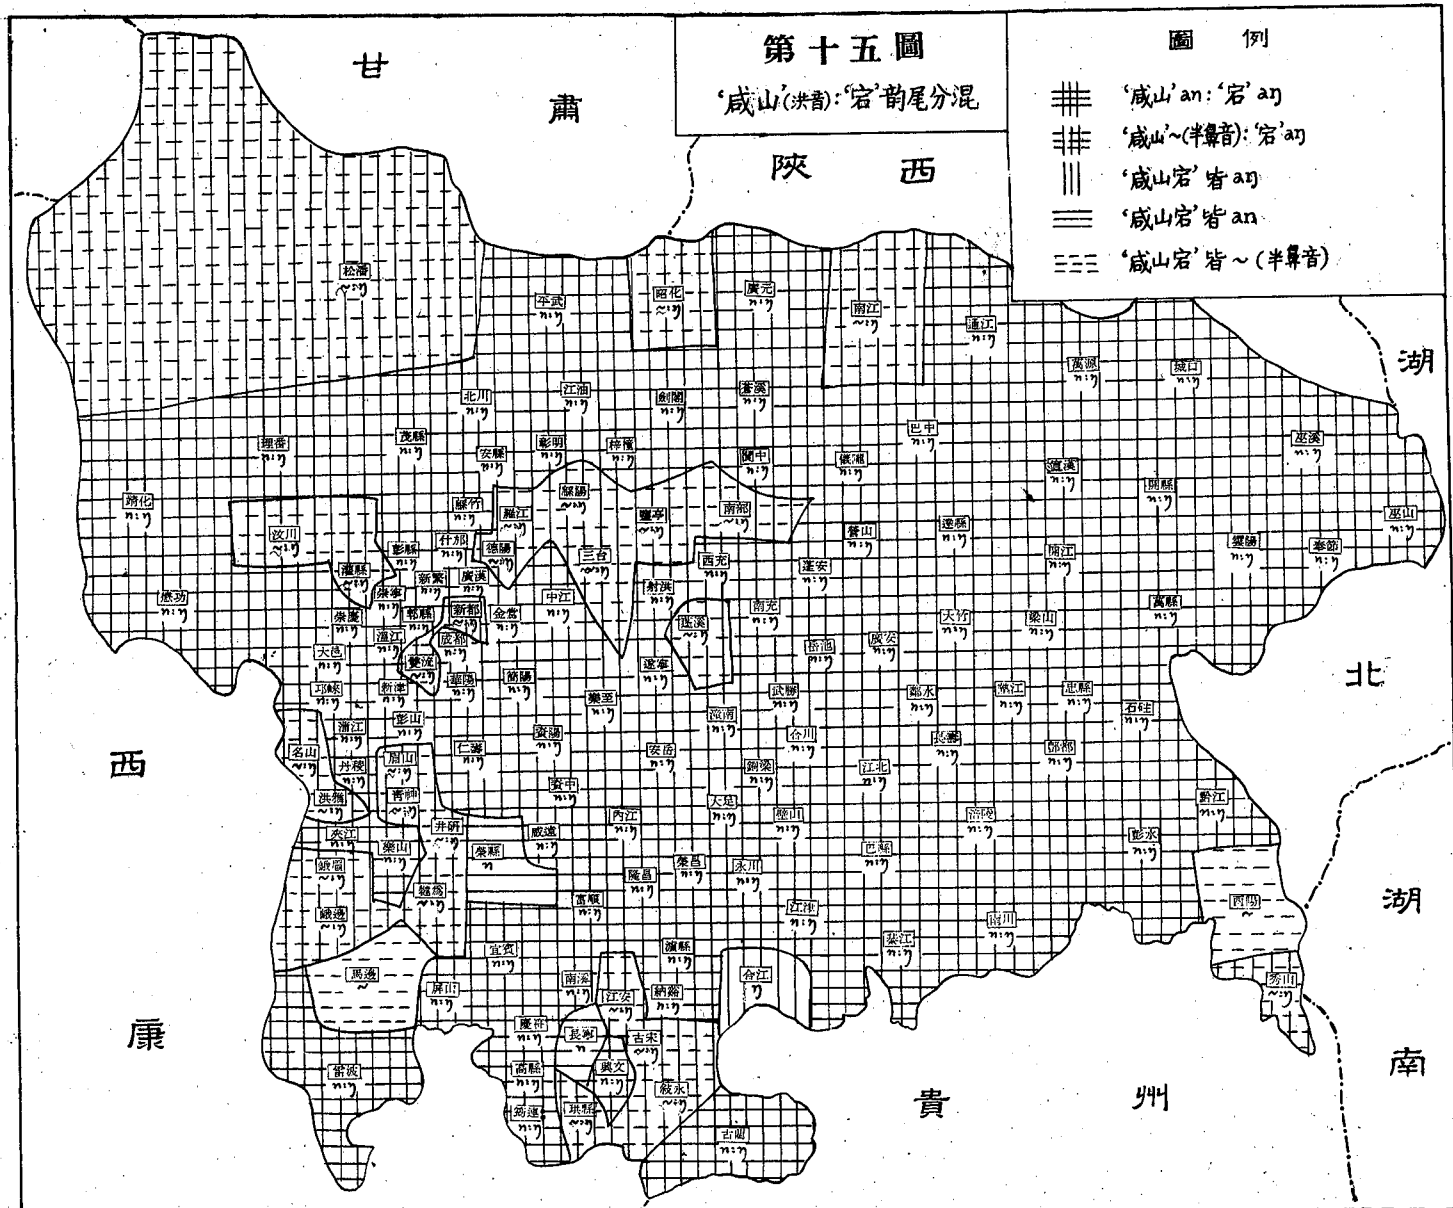 第十五圖
‘咸山’(洪音):‘宕’韵尾分混
圖例
‘咸山’an:‘宕’aŋ
‘咸山’~(半鼻音):‘宕’aŋ
‘咸山宕’皆aŋ
‘咸山宕’皆an
‘咸山宕’皆~(半鼻音)
甘
肅
陝西
湖
北
湖
南
貴州
西
康
松潘
~:ŋ
平武
n:ŋ
昭化
~:ŋ
廣元
n:ŋ
南江
~:ŋ
通江
n:ŋ
萬源
n:ŋ
城口
n:ŋ
北川
n:ŋ
江油
n:ŋ
劍閣
n:ŋ
蒼溪
n:ŋ
巴中
n:ŋ
巫溪
n:ŋ
理番
n:ŋ
茂縣
n:ŋ
安縣
n:ŋ
彰明
n:ŋ
梓潼
n:ŋ
閬中
n:ŋ
儀隴
n:ŋ
開縣
n:ŋ
靖化
n:ŋ
綿竹
n:ŋ
羅江
~:ŋ
綿陽
~:ŋ
鹽亭
~:ŋ
南部
~:ŋ
營山
n:ŋ
達縣
n:ŋ
開江
n:ŋ
雲陽
n:ŋ
奉節
n:ŋ
巫山
n:ŋ
汶川
~:ŋ
灌縣
~:ŋ
彭縣
n:ŋ
什邡
n:ŋ
德陽
~:ŋ
三台
~:ŋ
西充
n:ŋ
蓬安
n:ŋ
懋功
n:ŋ
崇寧
n:ŋ
新繁
n:ŋ
廣漢
n:ŋ
中江
n:ŋ
射洪
n:ŋ
南充
n:ŋ
大竹
n:ŋ
梁山
n:ŋ
萬縣
n:ŋ
崇慶
n:ŋ
郫縣
n:ŋ
新都
~:ŋ
金堂
n:ŋ
蓬溪
~:ŋ
岳池
n:ŋ
廣安
n:ŋ
大邑
n:ŋ
溫江
n:ŋ
成都
n:ŋ
雙流
~:ŋ
華陽
n:ŋ
簡陽
n:ŋ
遂寧
n:ŋ
邛崍
n:ŋ
新津
n:ŋ
樂至
n:ŋ
武勝
n:ŋ
鄰水
n:ŋ
墊江
n:ŋ
忠縣
n:ŋ
石砫
n:ŋ
蒲江
n:ŋ
彭山
n:ŋ
仁壽
n:ŋ
資陽
n:ŋ
安岳
n:ŋ
潼南
n:ŋ
合川
n:ŋ
長壽
n:ŋ
酆都
n:ŋ
名山
~:ŋ
丹稜
n:ŋ
眉山
~:ŋ
資中
n:ŋ
銅梁
n:ŋ
江北
n:ŋ
洪雅
~:ŋ
青神
~:ŋ
井研
~:ŋ
威遠
n:ŋ
內江
n:ŋ
大足
n:ŋ
璧山
n:ŋ
涪陵
n:ŋ
彭水
n:ŋ
黔江
n:ŋ
夾江
n:ŋ
樂山
n:ŋ
榮縣
n
隆昌
n:ŋ
榮昌
n:ŋ
永川
n:ŋ
巴縣
n:ŋ
峨眉
~:ŋ
犍為
~:ŋ
富順
n:ŋ
江津
n:ŋ
南川
n:ŋ
酉陽
~
峨邊
~:ŋ
宜賓
n:ŋ
瀘縣
n:ŋ
綦江
n:ŋ
馬邊
~
屏山
n:ŋ
南溪
n:ŋ
江安
~:ŋ
納谿
n:ŋ
合江
ŋ
秀山
~:ŋ
慶符
n:ŋ
長寧
n
古宋
~:ŋ
雷波
n:ŋ
高縣
n:ŋ
興文
n:ŋ
敘永
~:ŋ
筠連
n:ŋ
珙縣
~:ŋ
古藺
n:ŋ